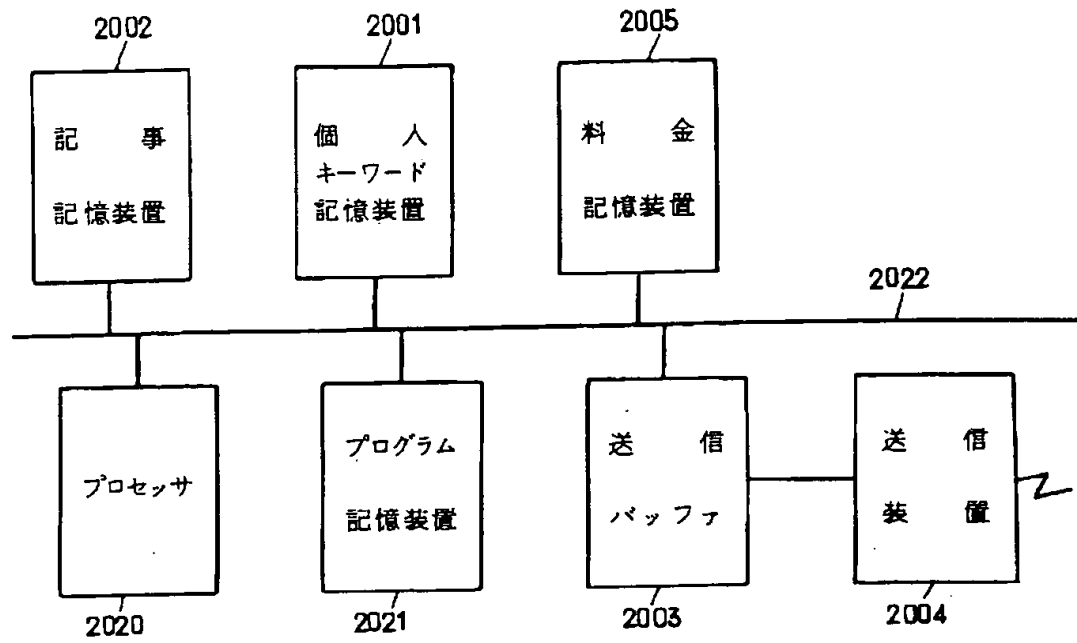 2002
2001
2005
記事
記憶装置
個人
キーワード
記憶装置
料金
記憶装置
2022
プロセッサ
プログラム
記憶装置
送信
バッファ
送信
装置
2020
2021
2003
2004